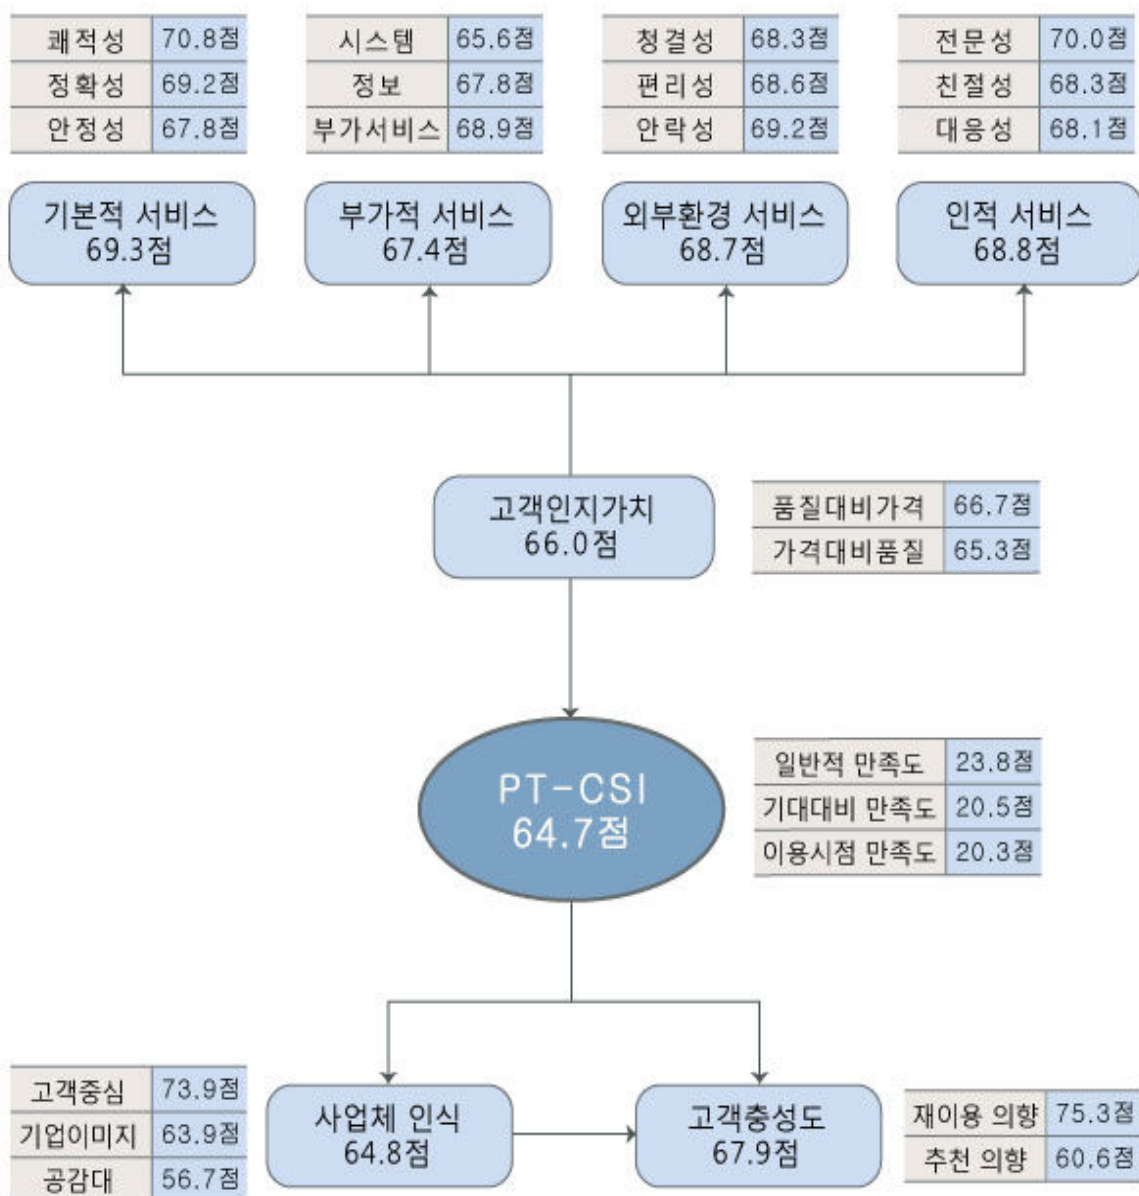 쾌적성 70.8점
정확성 69.2점
안정성 67.8점
시스템 65.6점
정보 67.8점
부가서비스 68.9점
청결성 68.3점
편리성 68.6점
안락성 69.2점
전문성 70.0점
친절성 68.3점
대응성 68.1점
기본적 서비스
69.3점
부가적 서비스
67.4점
외부환경 서비스
68.7점
인적 서비스
68.8점
고객인지가치
66.0점
품질대비가격 66.7점
가격대비품질 65.3점
PT-CSI
64.7점
일반적 만족도 23.8점
기대대비 만족도 20.5점
이용시점 만족도 20.3점
고객중심 73.9점
기업이미지 63.9점
공감대 56.7점
사업체 인식
64.8점
고객충성도
67.9점
재이용 의향 75.3점
추천 의향 60.6점